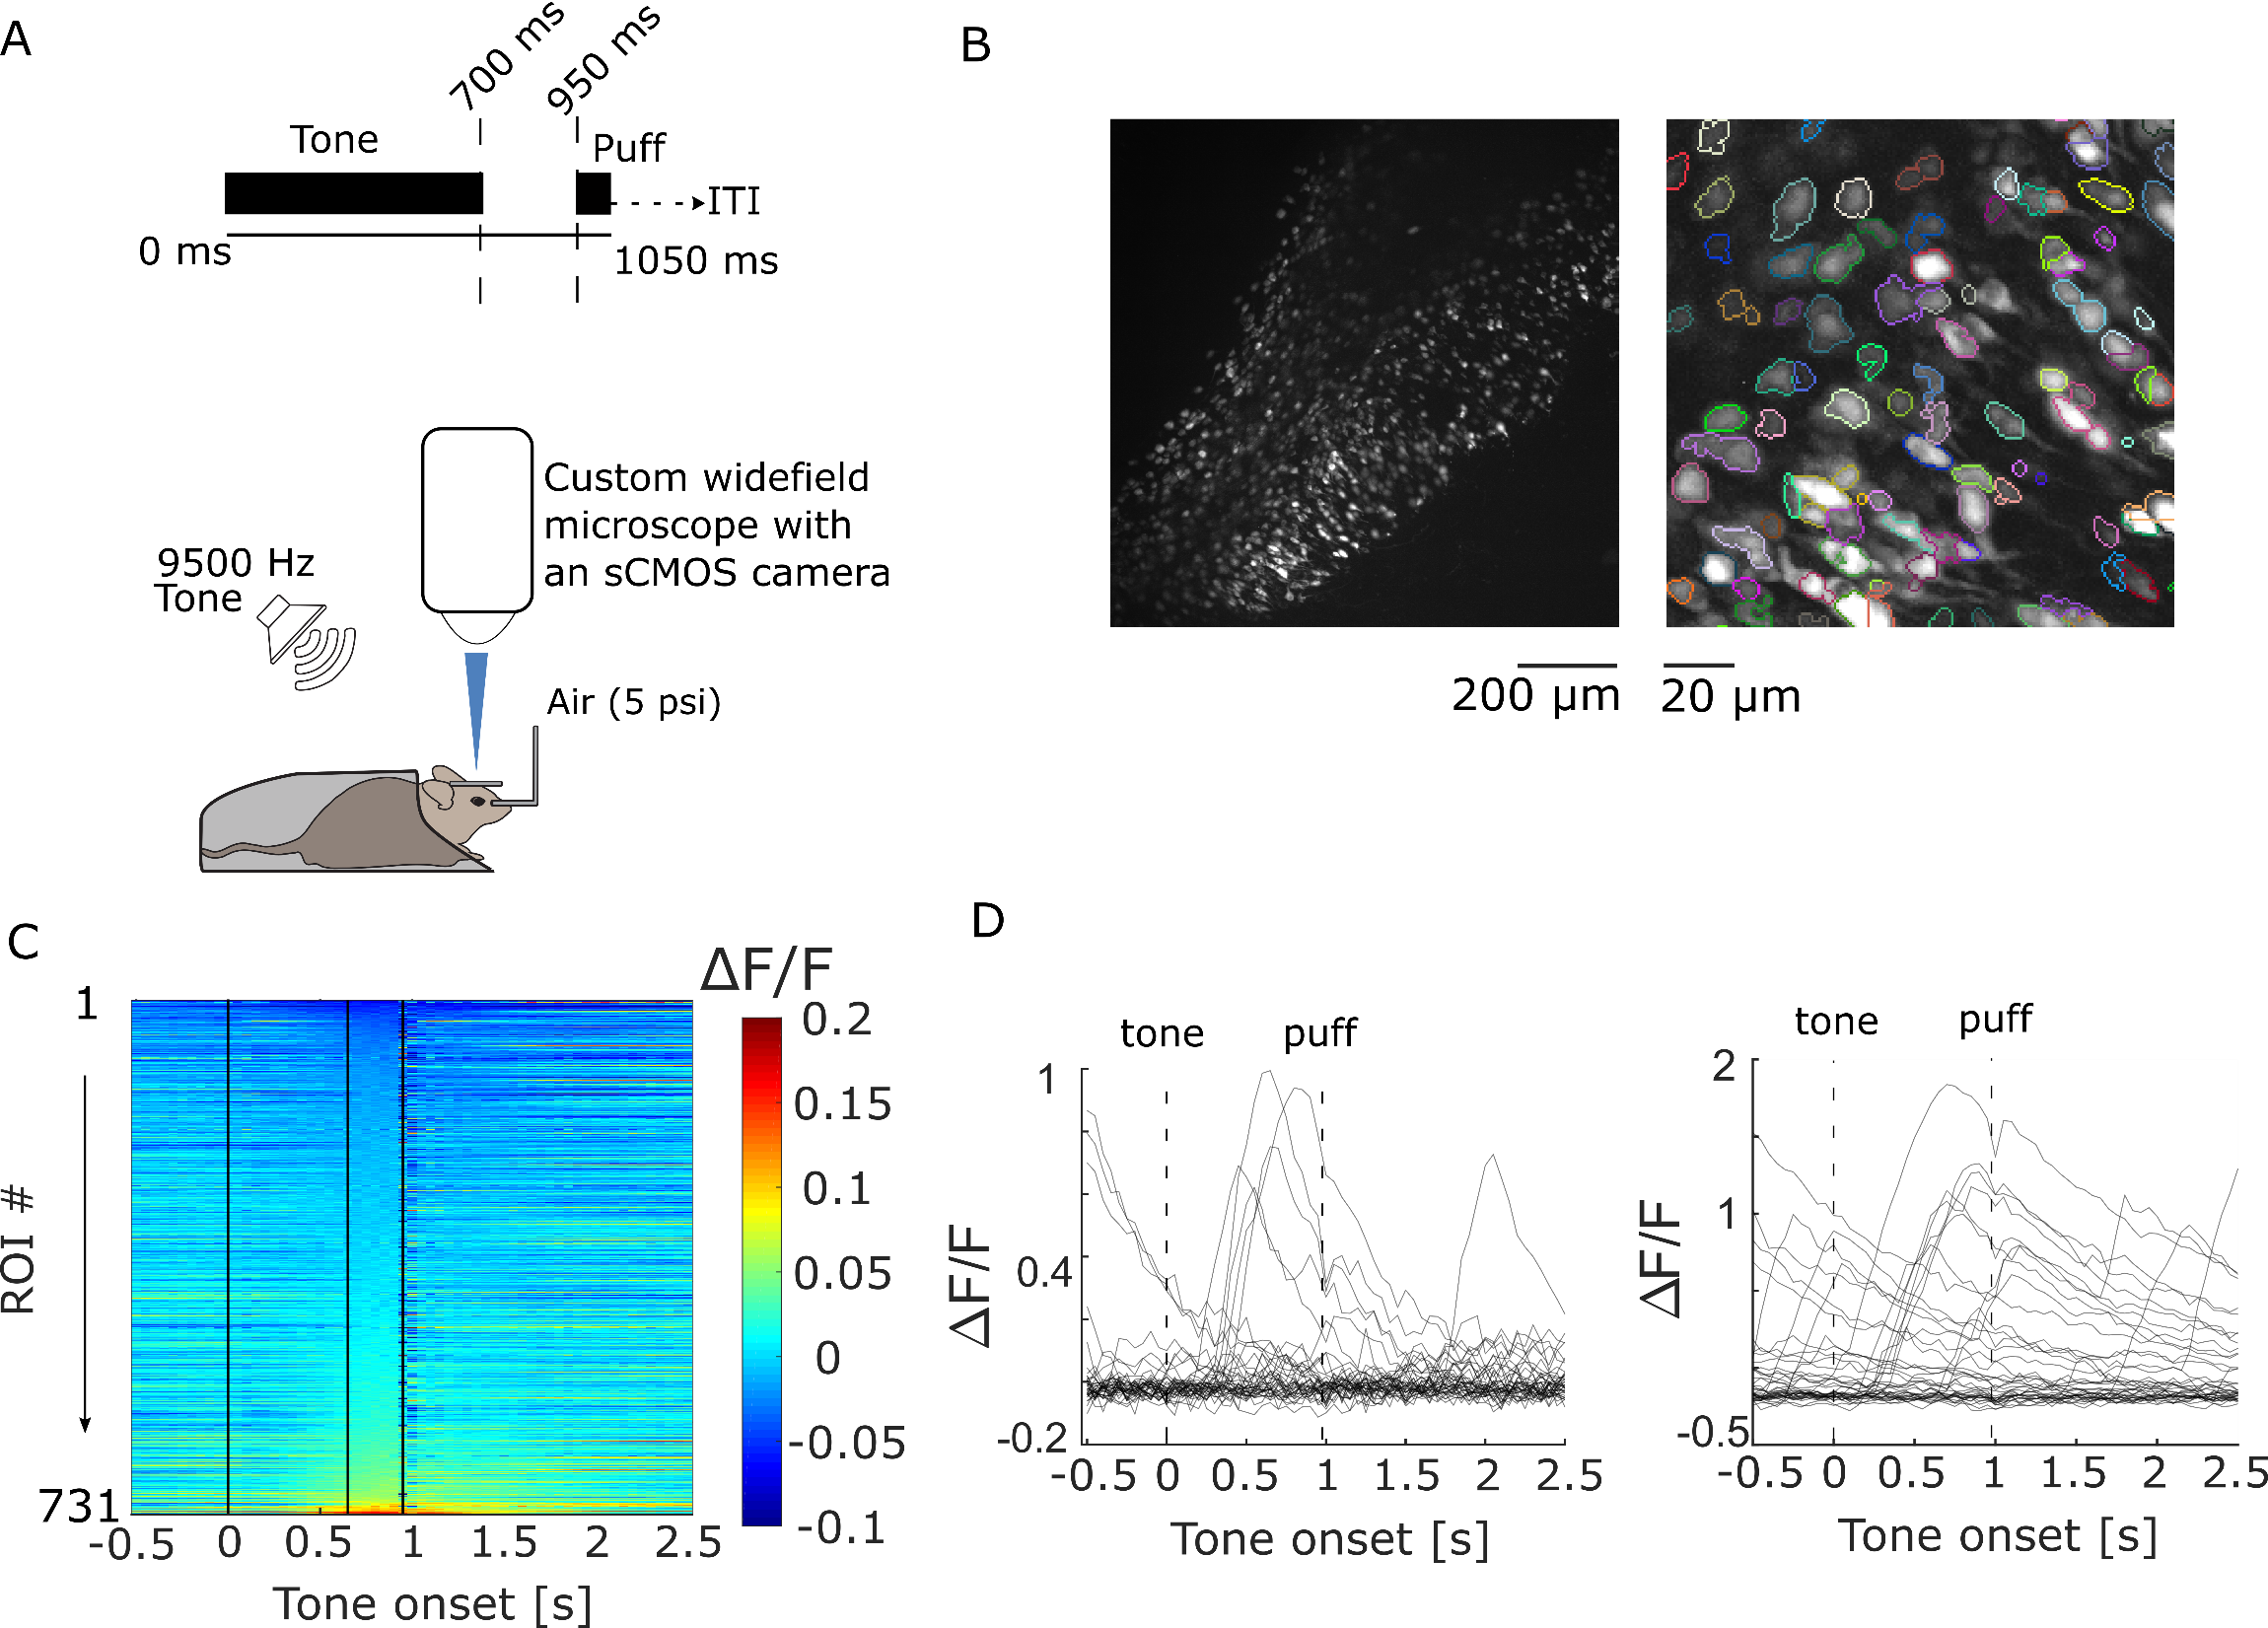 A
700 ms
950 ms
Tone
Puff
ITI
0 ms
1050 ms
Custom widefield
microscope with
an sCMOS camera
9500 Hz
Tone
Air (5 psi)
B
200 µm
20 µm
C
ΔF/F
1
ROI #
731
0.2
0.15
0.1
0.05
0
-0.05
-0.1
-0.5 0 0.5 1 1.5 2 2.5
Tone onset [s]
D
tone puff
1
0.4
-0.2
ΔF/F
-0.5 0 0.5 1 1.5 2 2.5
Tone onset [s]
tone puff
2
1
-0.5
ΔF/F
-0.5 0 0.5 1 1.5 2 2.5
Tone onset [s]